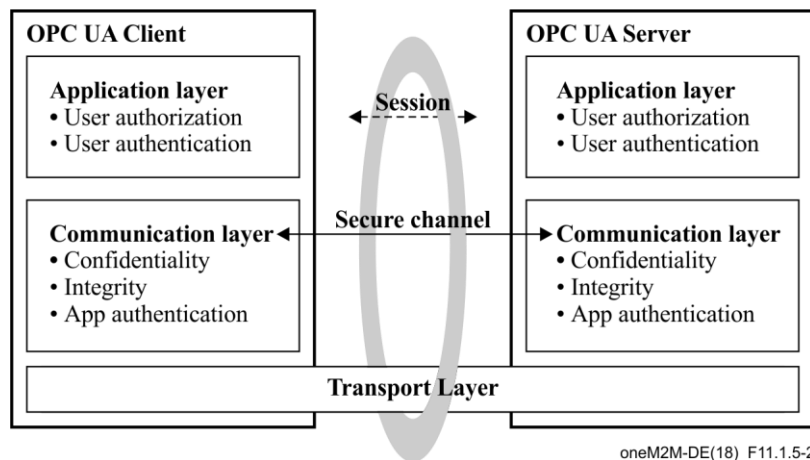 OPC UA Client
Application layer
• User authorization
• User authentication
Communication layer
• Confidentiality
• Integrity
• App authentication
Session
Secure channel
OPC UA Server
Application layer
• User authorization
• User authentication
Communication layer
• Confidentiality
• Integrity
• App authentication
Transport Layer
oneM2M-DE(18)_F11.1.5-2